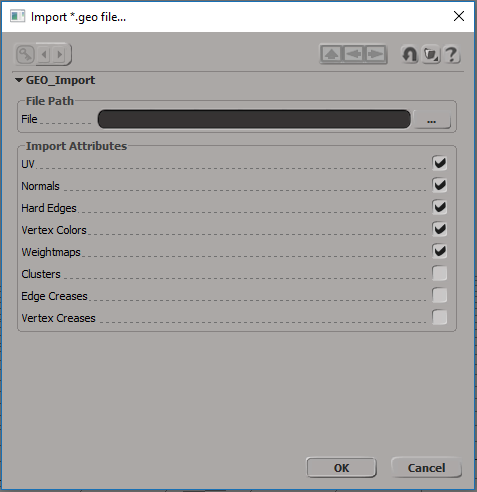 Import *.geo file...
GEO_Import
File Path
File
...
Import Attributes
UV
Normals
Hard Edges
Vertex Colors
Weightmaps
Clusters
Edge Creases
Vertex Creases
OK Cancel